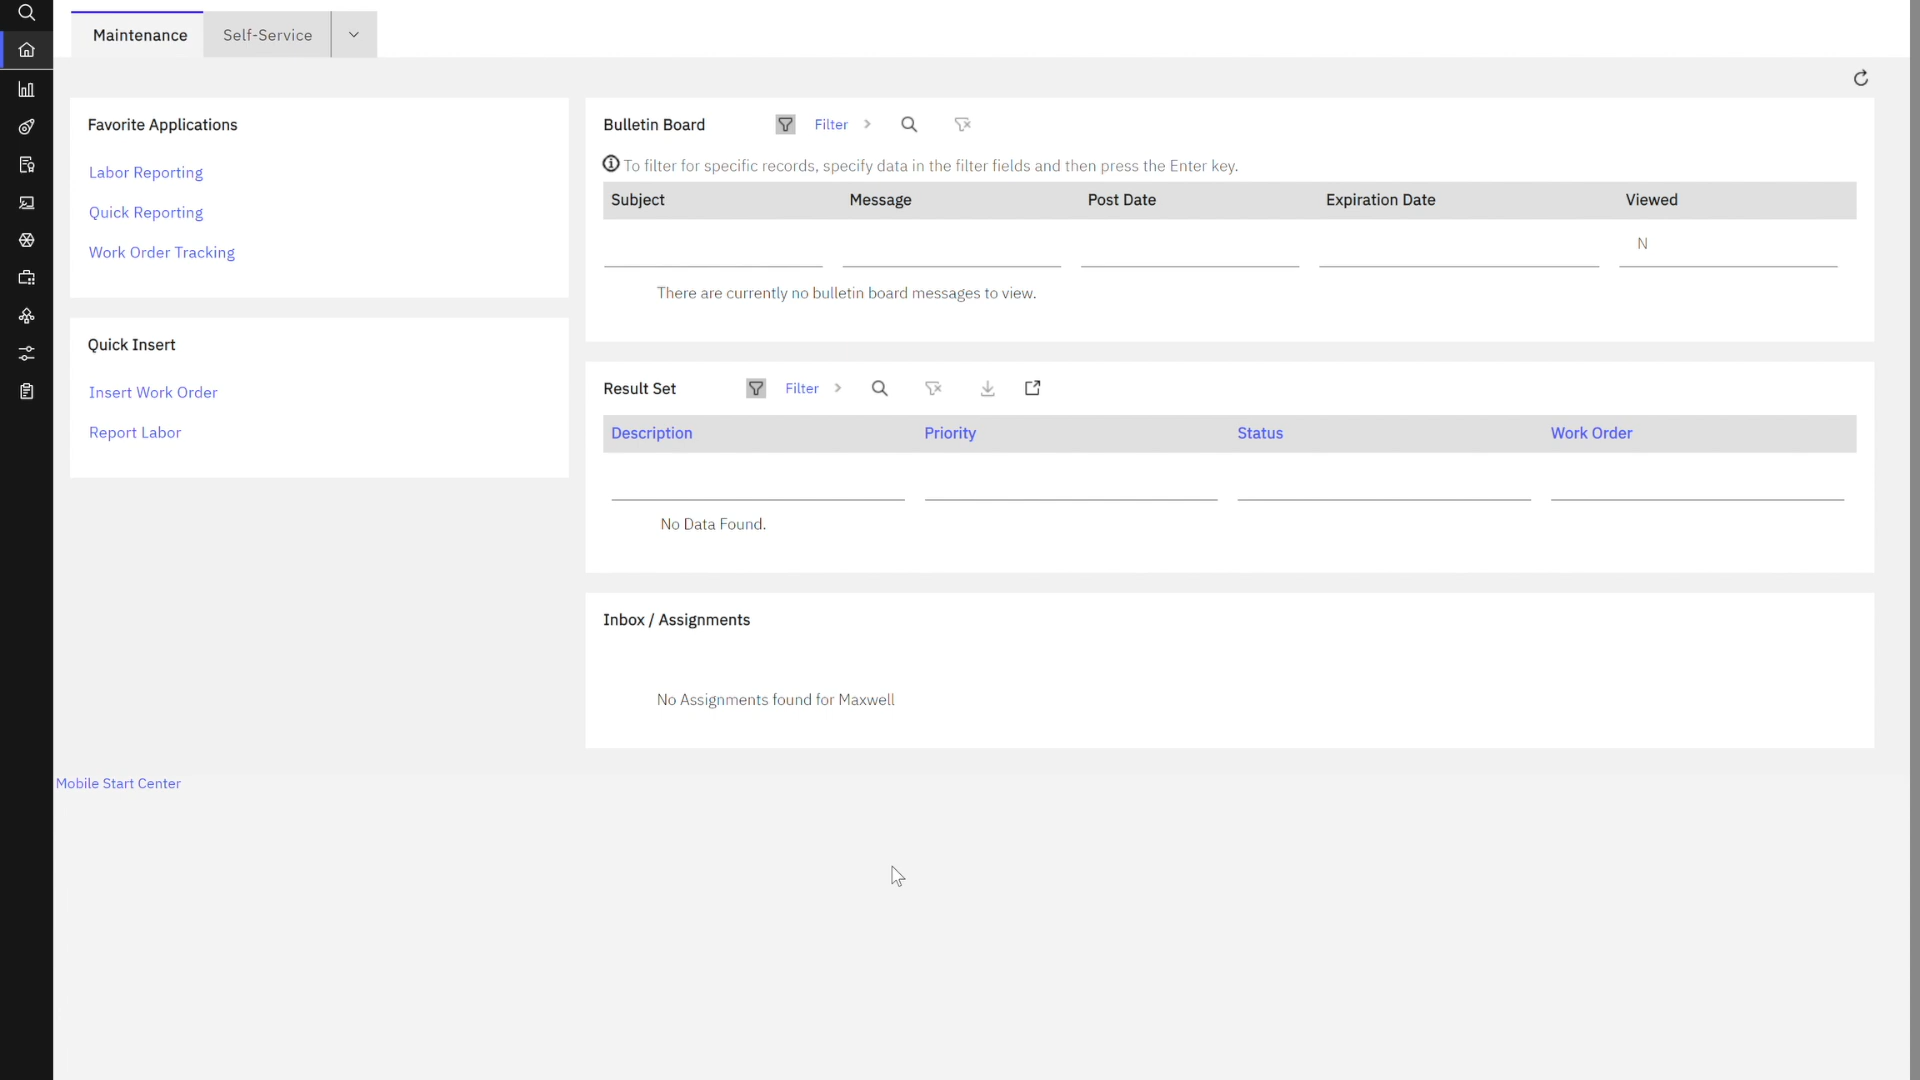 Maintenance
Self-Service
Favorite Applications
Labor Reporting
Quick Reporting
Work Order Tracking
Quick Insert
Insert Work Order
Report Labor
Bulletin Board Filter
To filter for specific records, specify data in the filter fields and then press the Enter key.
Subject Message Post Date Expiration Date Viewed
N
There are currently no bulletin board messages to view.
Result Set Filter
Description Priority Status Work Order
No Data Found.
Inbox / Assignments
No Assignments found for Maxwell
Mobile Start Center